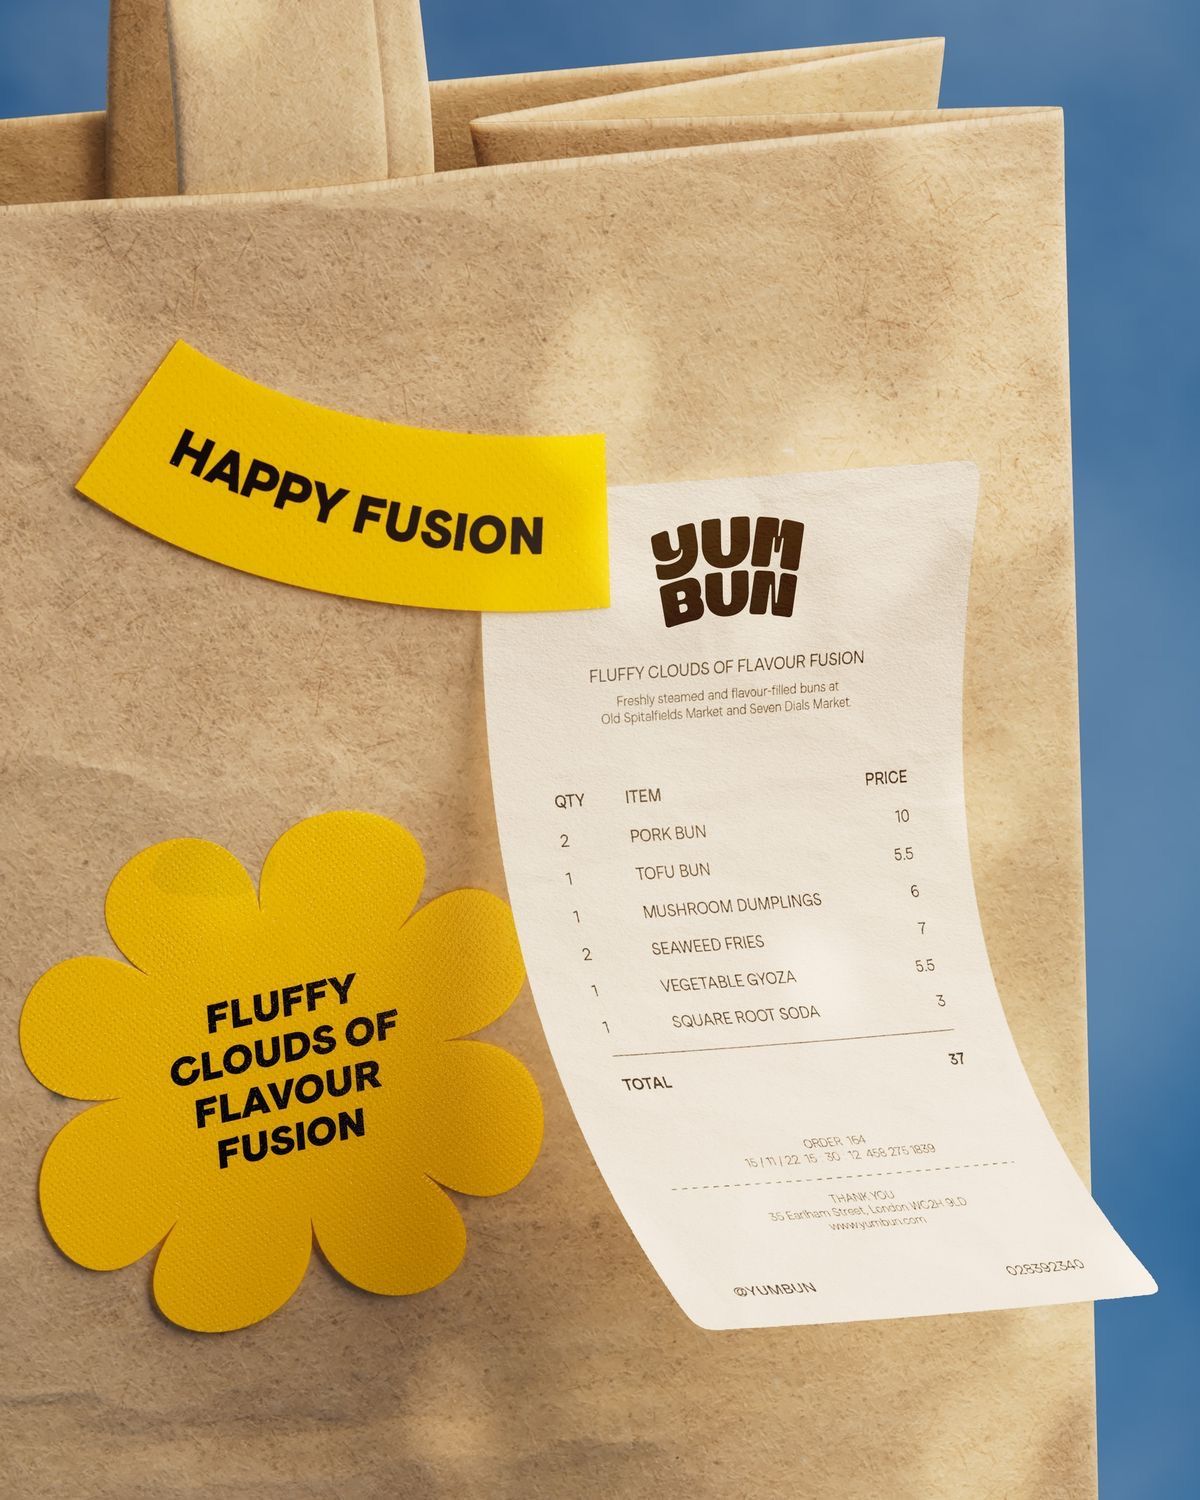 HAPPY FUSION
YUM
BUN
FLUFFY CLOUDS OF FLAVOUR FUSION
Freshly steamed and flavour-filled buns at
Old Spitalfields Market and Seven Dials Market.
QTY ITEM PRICE
2 PORK BUN 10
1 TOFU BUN 5.5
1 MUSHROOM DUMPLINGS 6
2 SEAWEED FRIES 7
1 VEGETABLE GYOZA 5.5
1 SQUARE ROOT SODA 3
TOTAL 37
ORDER 164
15 / 11 / 22 15 30 12 458 275 1839
THANK YOU
35 Earlham Street, London WC2H 9LD
www.yumbun.com
@YUMBUN 028392340
FLUFFY
CLOUDS OF
FLAVOUR
FUSION